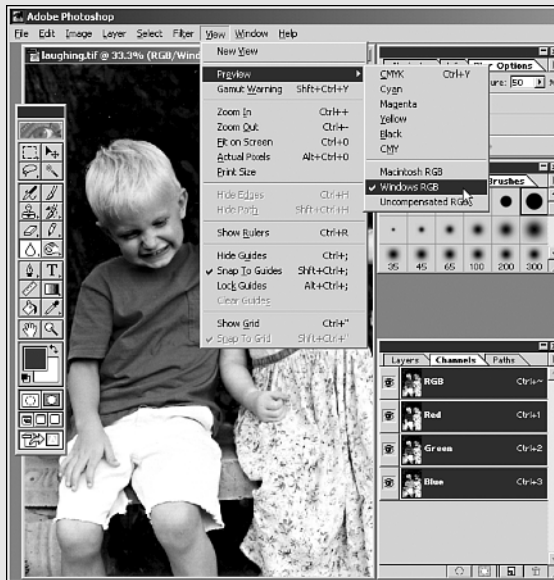 Adobe Photoshop
File Edit Image Layer Select Filter View Window Help
laughing.tif @ 33.3% (RGB/Wind
New View
Preview
Gamut Warning Shft+Ctrl+Y
Zoom In Ctrl++
Zoom Out Ctrl+-
Fit on Screen Ctrl+0
Actual Pixels Alt+Ctrl+0
Print Size
Hide Edges Ctrl+H
Hide Path Shft+Ctrl+H
Show Rulers Ctrl+R
Hide Guides Ctrl+;
Snap To Guides Shft+Ctrl+;
Lock Guides Alt+Ctrl+;
Clear Guides
Show Grid Ctrl+"
Snap To Grid Shft+Ctrl+"
CMYK Ctrl+Y
Cyan
Magenta
Yellow
Black
CMY
Macintosh RGB
Windows RGB
Uncompensated RGB
Options
ure: 50
Brushes
35 45 65 100 200 300
Layers Channels Paths
RGB Ctrl+~
Red Ctrl+1
Green Ctrl+2
Blue Ctrl+3